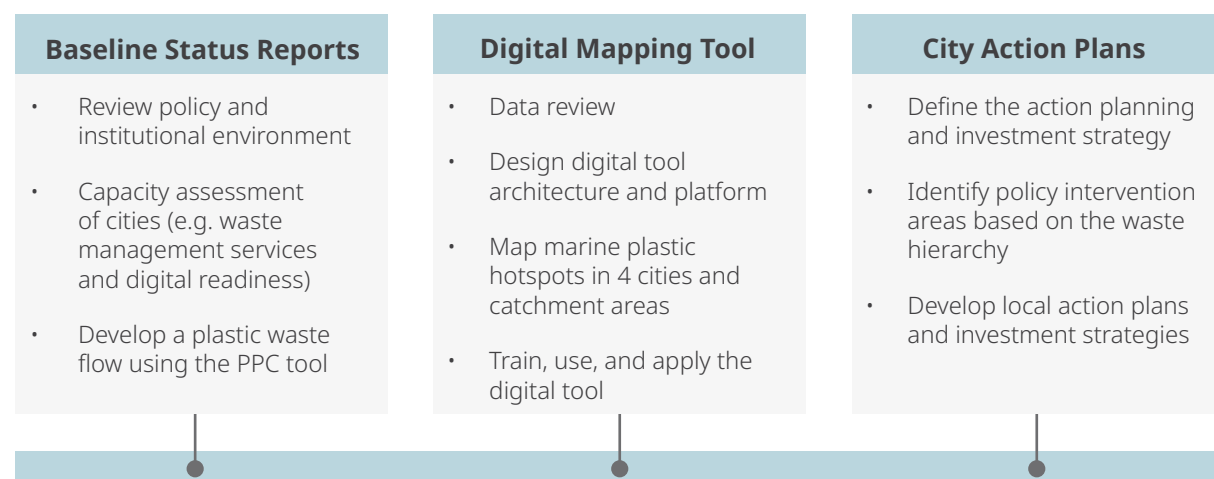 Baseline Status Reports
• Review policy and
institutional environment
• Capacity assessment
of cities (e.g. waste
management services
and digital readiness)
• Develop a plastic waste
flow using the PPC tool
Digital Mapping Tool
• Data review
• Design digital tool
architecture and platform
• Map marine plastic
hotspots in 4 cities and
catchment areas
• Train, use, and apply the
digital tool
City Action Plans
• Define the action planning
and investment strategy
• Identify policy intervention
areas based on the waste
hierarchy
• Develop local action plans
and investment strategies